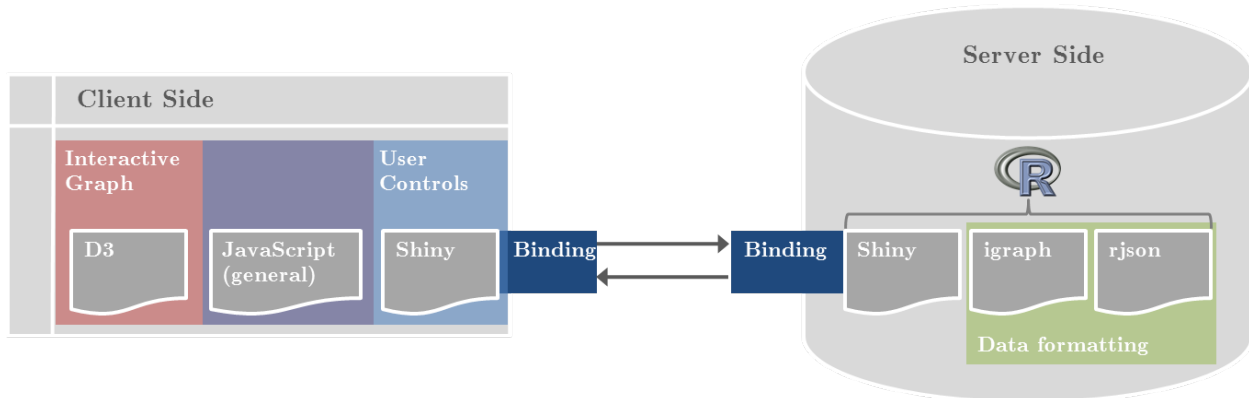 Server Side
Client Side
Interactive
Graph
User
Controls
R
D3
JavaScript
(general)
Shiny
Binding
Binding
Shiny
igraph
rjson
Data formatting